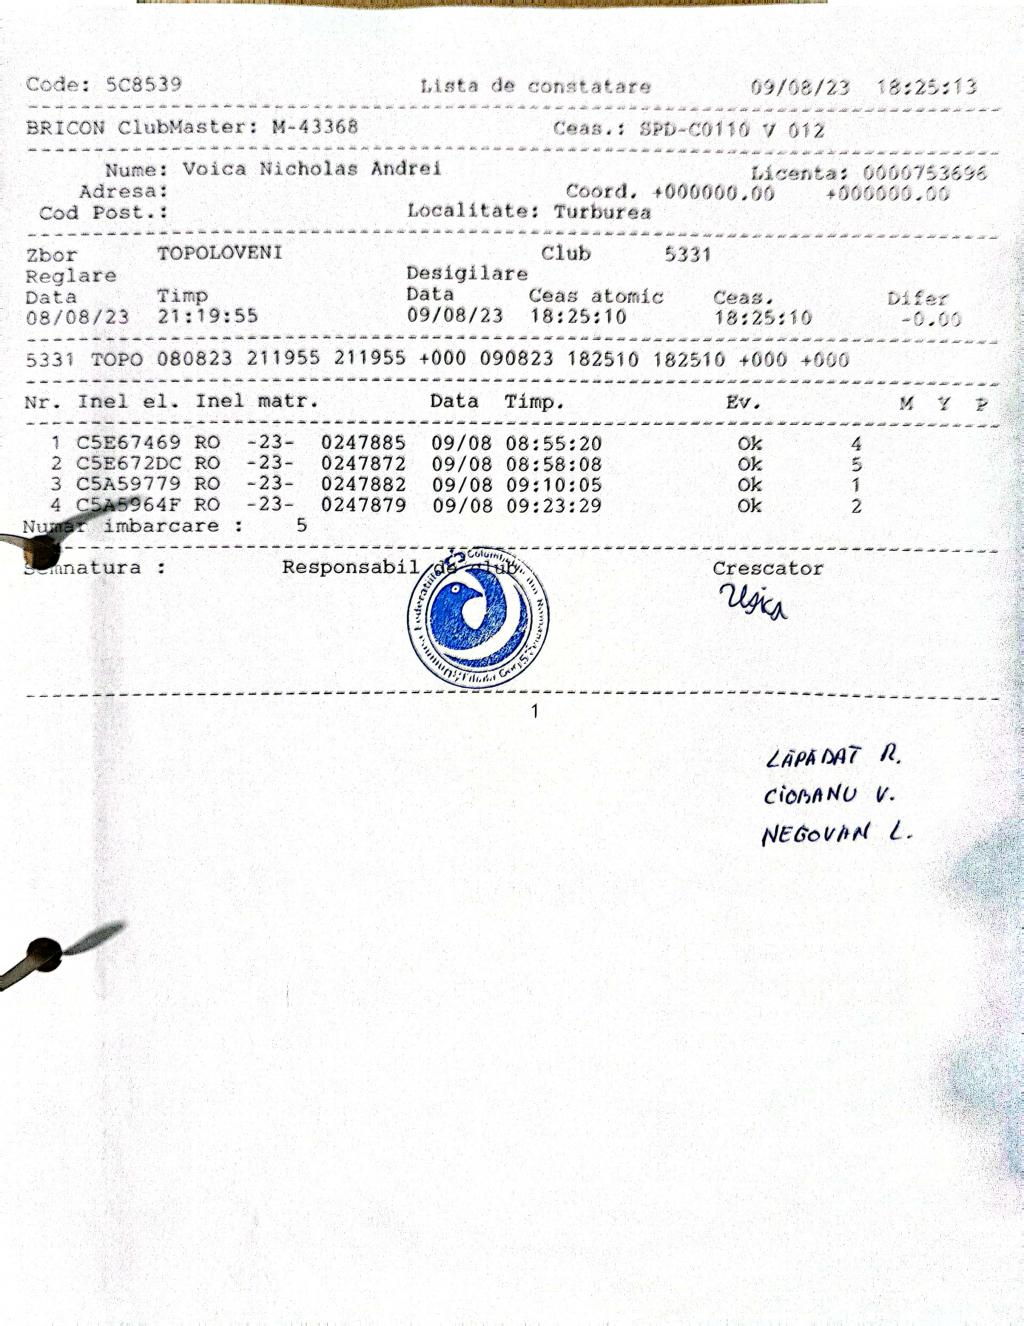 Code: 5C8539 Lista de constatare 09/08/23 18:25:13
BRICON ClubMaster: M-43368 Ceas.: SPD-C0110 V 012
Nume: Voica Nicholas Andrei Licenta: 0000753696
Adresa: Coord. +000000.00 +000000.00
Cod Post.: Localitate: Turburea
Zbor TOPOLOVENI Club 5331
Reglare Desigilare
Data Timp Data Ceas atomic Ceas. Difer
08/08/23 21:19:55 09/08/23 18:25:10 18:25:10 -0.00
5331 TOPO 080823 211955 211955 +000 090823 182510 182510 +000 +000
Nr. Inel el. Inel matr. Data Timp. Ev. M Y P
1 C5E67469 RO -23- 0247885 09/08 08:55:20 Ok 4
2 C5E672DC RO -23- 0247872 09/08 08:58:08 Ok 5
3 C5A59779 RO -23- 0247882 09/08 09:10:05 Ok 1
4 C5A5964F RO -23- 0247879 09/08 09:23:29 Ok 2
Numar imbarcare : 5
Semnatura : Responsabil de club Crescator
1
LĂPĂDAT R.
CIOBANU V.
NEGOVAN L.